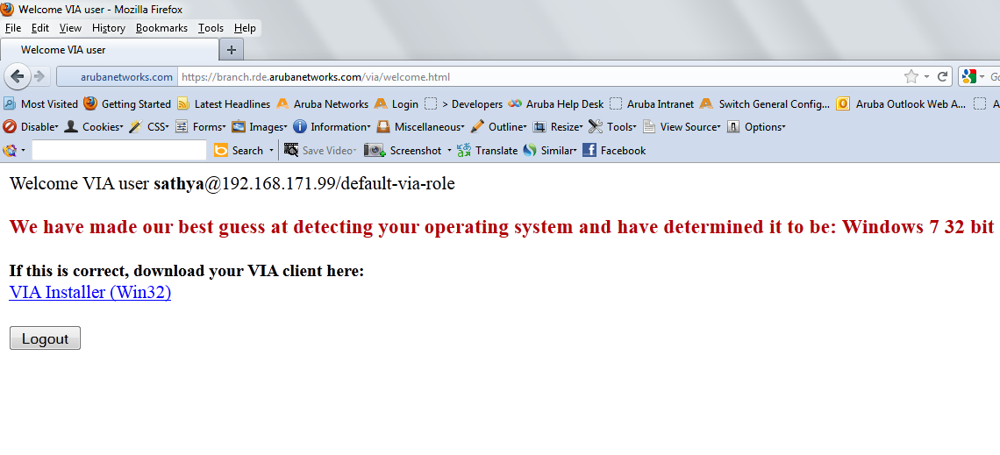 Welcome VIA user - Mozilla Firefox
File Edit View History Bookmarks Tools Help
Welcome VIA user
arubanetworks.com https://branch.rde.arubanetworks.com/via/welcome.html
Most Visited Getting Started Latest Headlines Aruba Networks Login > Developers Aruba Help Desk Aruba Intranet Switch General Config... Aruba Outlook Web A... A
Disable Cookies CSS Forms Images Information Miscellaneous Outline Resize Tools View Source Options
Search Save Video Screenshot Translate Similar Facebook
Welcome VIA user sathya@192.168.171.99/default-via-role
We have made our best guess at detecting your operating system and have determined it to be: Windows 7 32 bit
If this is correct, download your VIA client here:
VIA Installer (Win32)
Logout